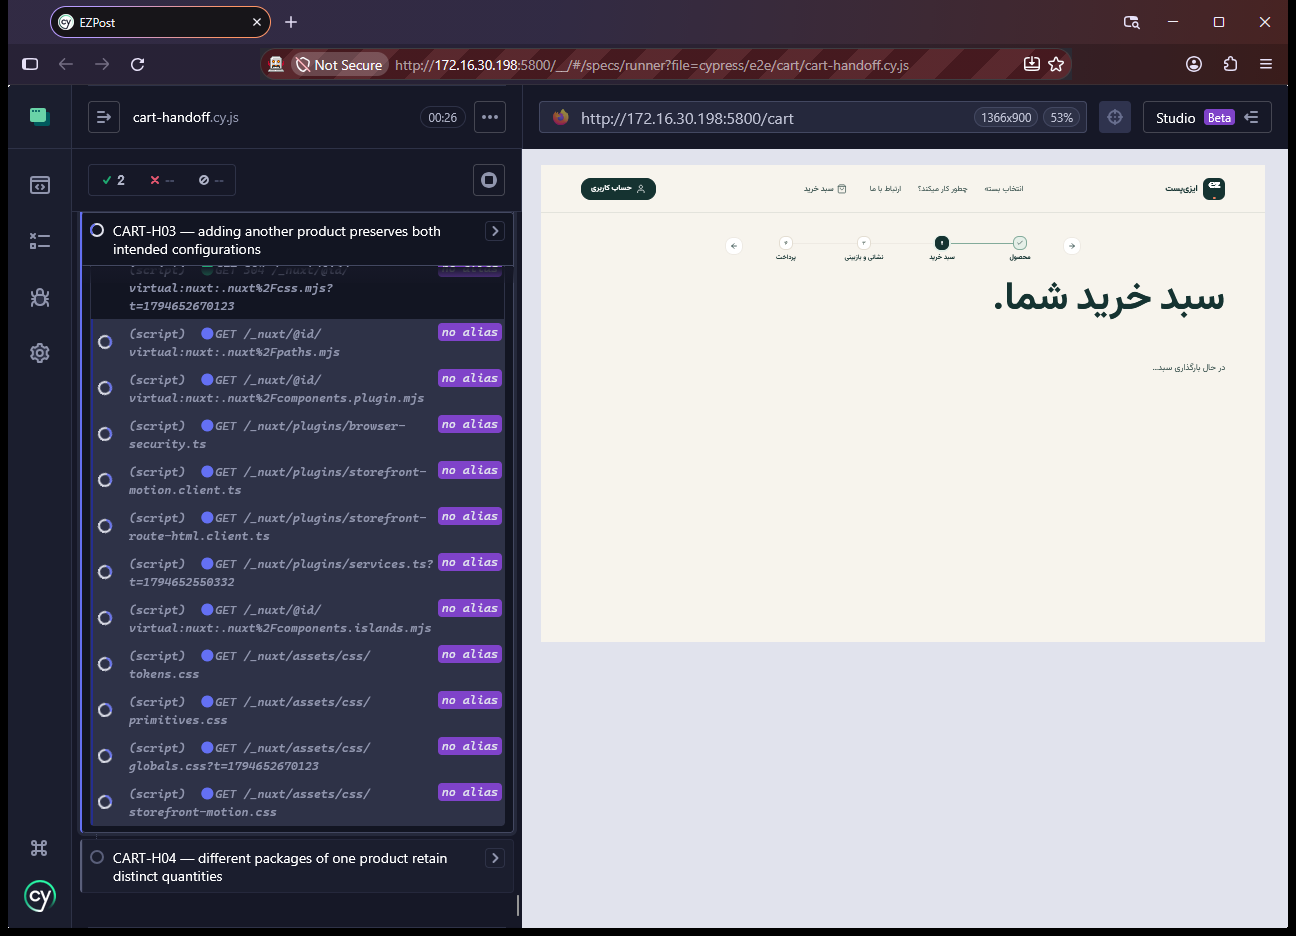 EZPost
Not Secure
http://172.16.30.198:5800/__/#/specs/runner?file=cypress/e2e/cart/cart-handoff.cy.js
cart-handoff.cy.js
00:26
http://172.16.30.198:5800/cart
1366x900
53%
Studio
Beta
2
--
--
CART-H03 — adding another product preserves both
intended configurations
(script) GET 304 /_nuxt/@id/
no alias
virtual:nuxt:.nuxt%2Fcss.mjs?
t=1794652670123
(script) GET /_nuxt/@id/
no alias
virtual:nuxt:.nuxt%2Fpaths.mjs
(script) GET /_nuxt/@id/
no alias
virtual:nuxt:.nuxt%2Fcomponents.plugin.mjs
(script) GET /_nuxt/plugins/browser-
no alias
security.ts
(script) GET /_nuxt/plugins/storefront-
no alias
motion.client.ts
(script) GET /_nuxt/plugins/storefront-
no alias
route-html.client.ts
(script) GET /_nuxt/plugins/services.ts?
no alias
t=1794652550332
(script) GET /_nuxt/@id/
no alias
virtual:nuxt:.nuxt%2Fcomponents.islands.mjs
(script) GET /_nuxt/assets/css/
no alias
tokens.css
(script) GET /_nuxt/assets/css/
no alias
primitives.css
(script) GET /_nuxt/assets/css/
no alias
globals.css?t=1794652670123
(script) GET /_nuxt/assets/css/
no alias
storefront-motion.css
CART-H04 — different packages of one product retain
distinct quantities
cy
ایزی‌پست
انتخاب بسته
چطور کار میکند؟
ارتباط با ما
سبد خرید
حساب کاربری
محصول
سبد خرید
نشانی و بازبینی
پرداخت
سبد خرید شما.
در حال بارگذاری سبد...